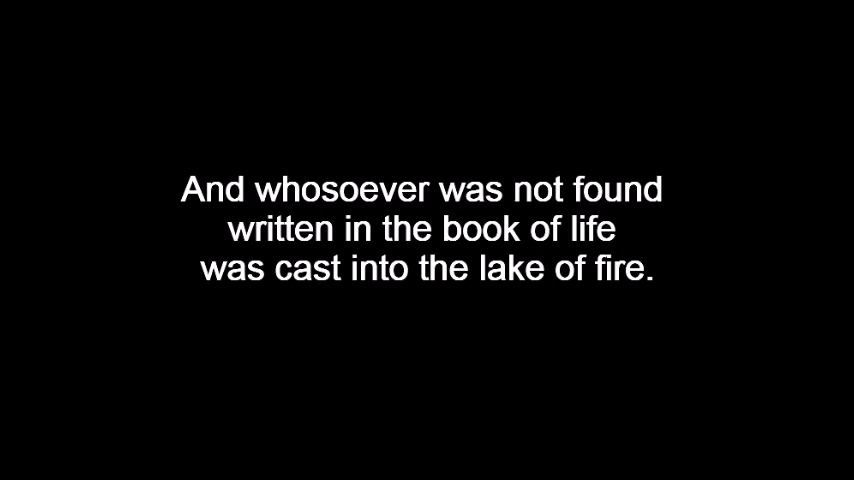 And whosoever was not found
written in the book of life
was cast into the lake of fire.